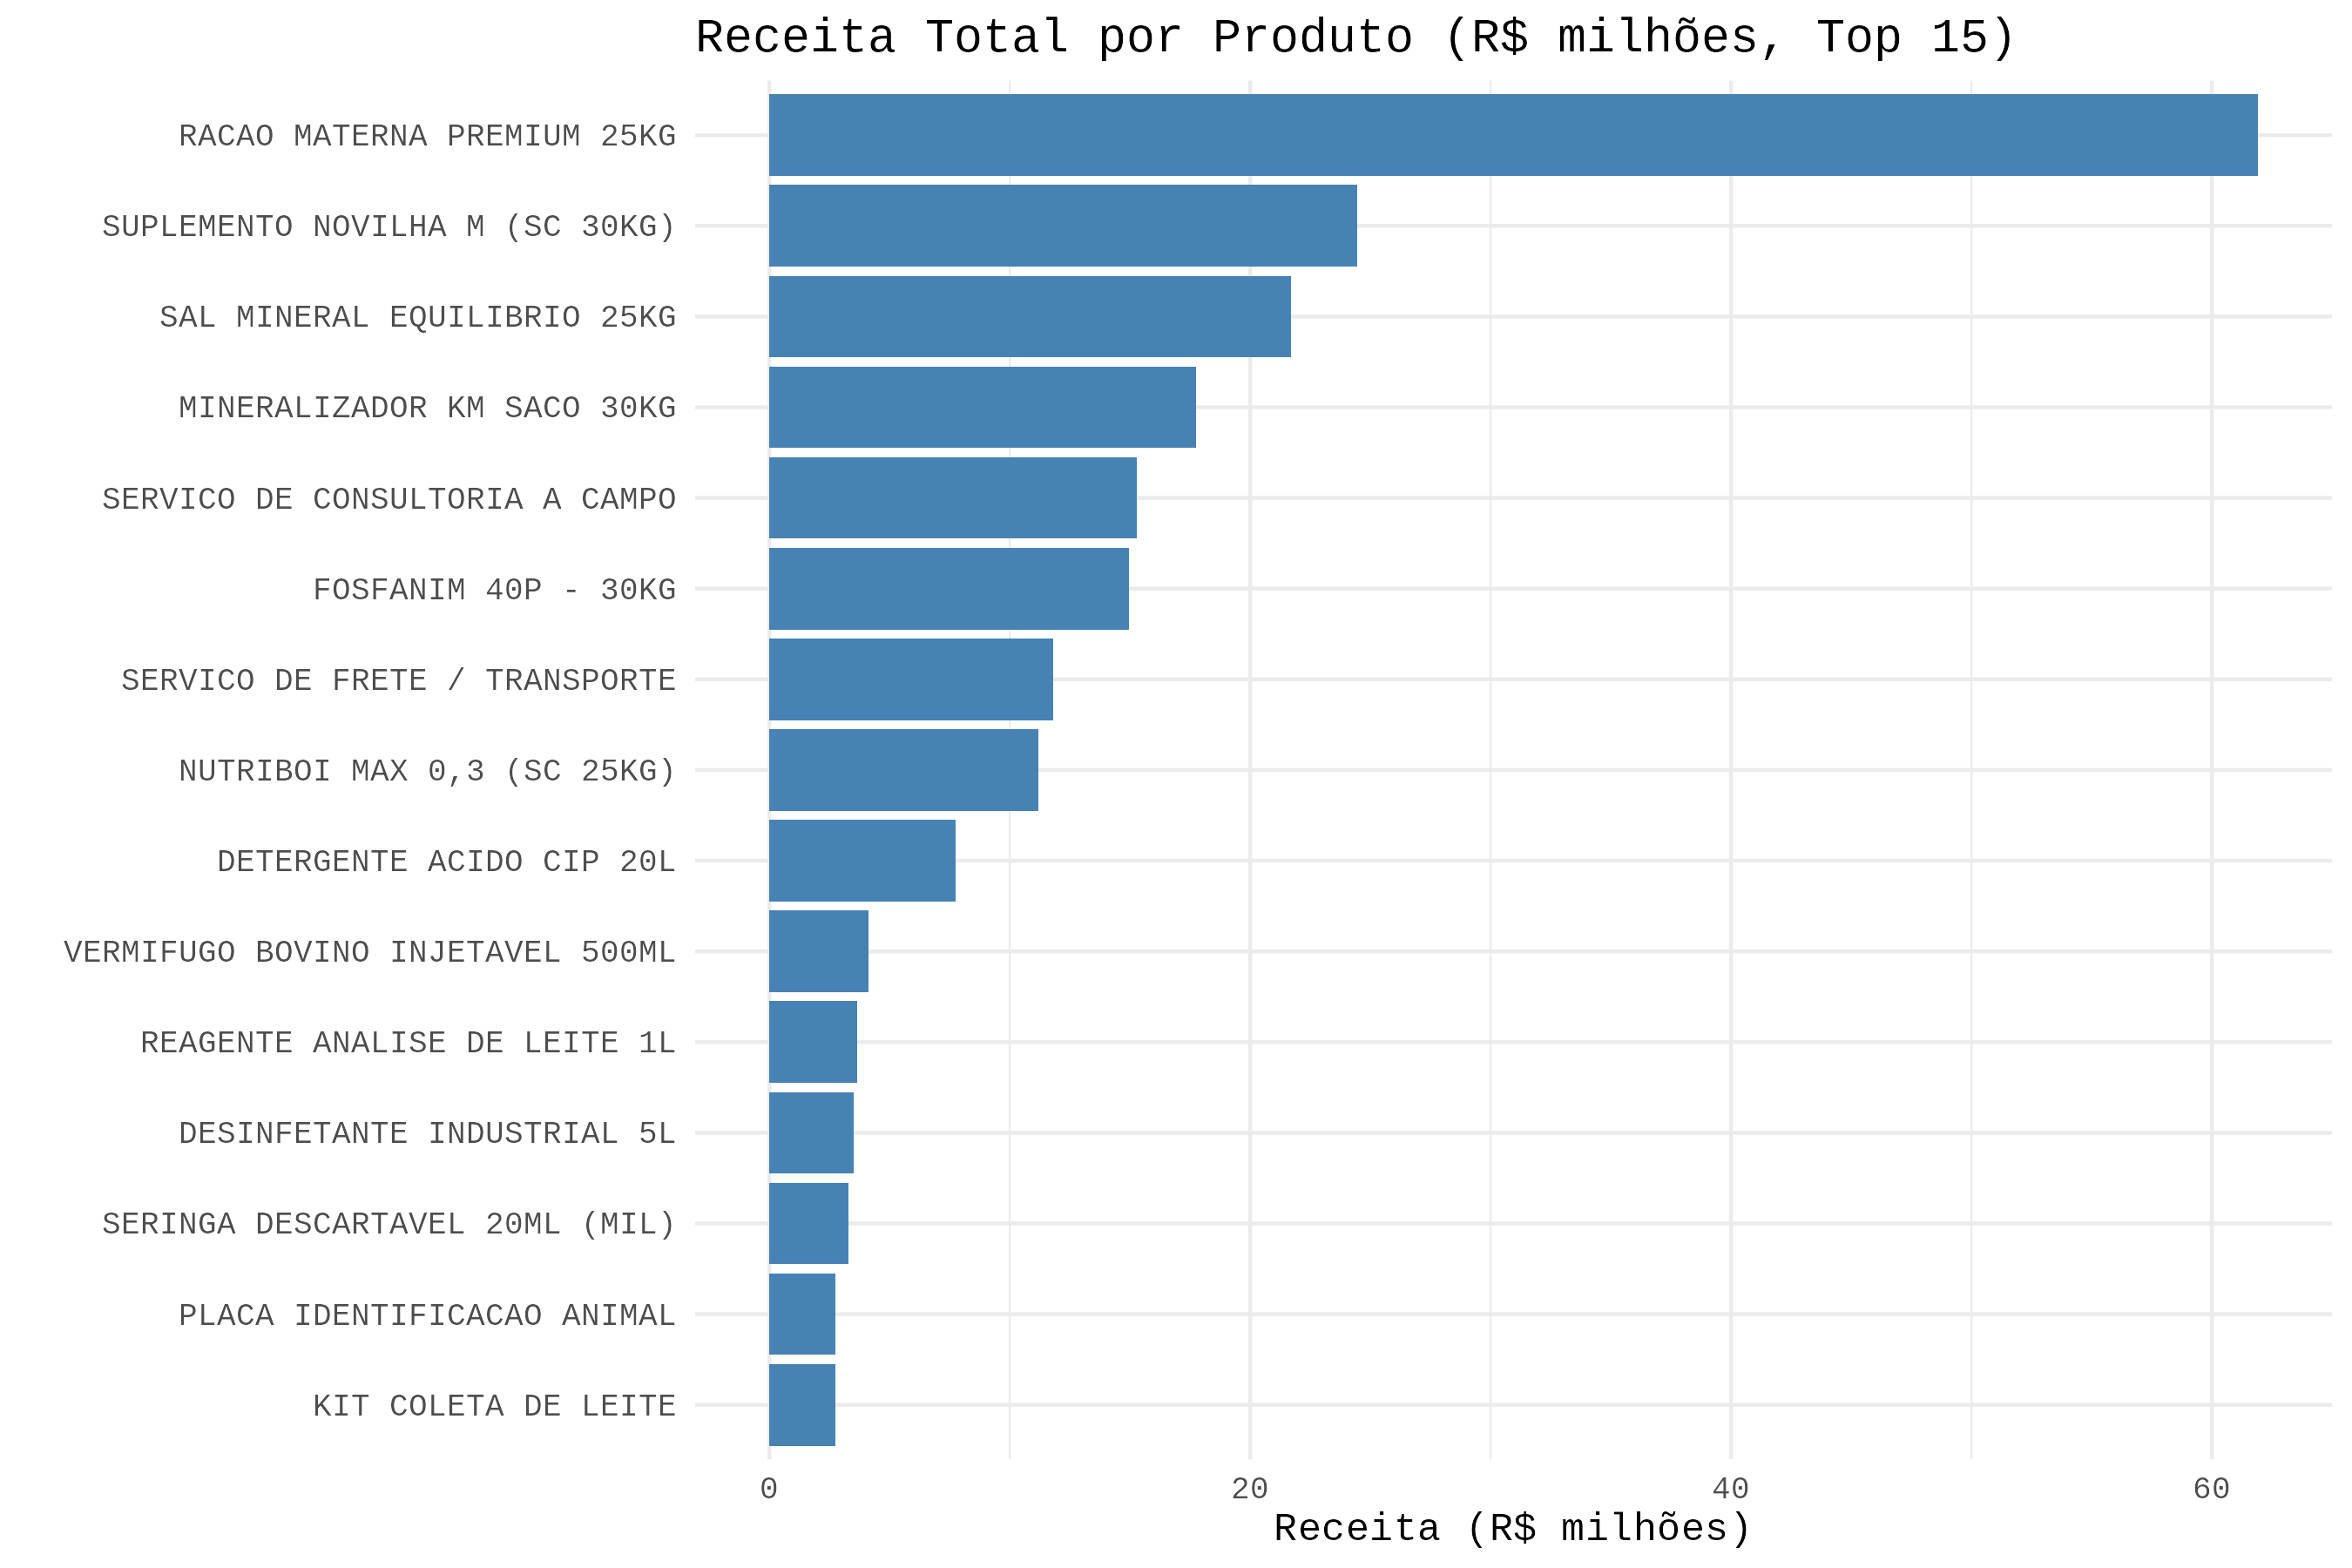 Receita Total por Produto (R$ milhões, Top 15)
RACAO MATERNA PREMIUM 25KG
SUPLEMENTO NOVILHA M (SC 30KG)
SAL MINERAL EQUILIBRIO 25KG
MINERALIZADOR KM SACO 30KG
SERVICO DE CONSULTORIA A CAMPO
FOSFANIM 40P - 30KG
SERVICO DE FRETE / TRANSPORTE
NUTRIBOI MAX 0,3 (SC 25KG)
DETERGENTE ACIDO CIP 20L
VERMIFUGO BOVINO INJETAVEL 500ML
REAGENTE ANALISE DE LEITE 1L
DESINFETANTE INDUSTRIAL 5L
SERINGA DESCARTAVEL 20ML (MIL)
PLACA IDENTIFICACAO ANIMAL
KIT COLETA DE LEITE
0 20 40 60
Receita (R$ milhões)